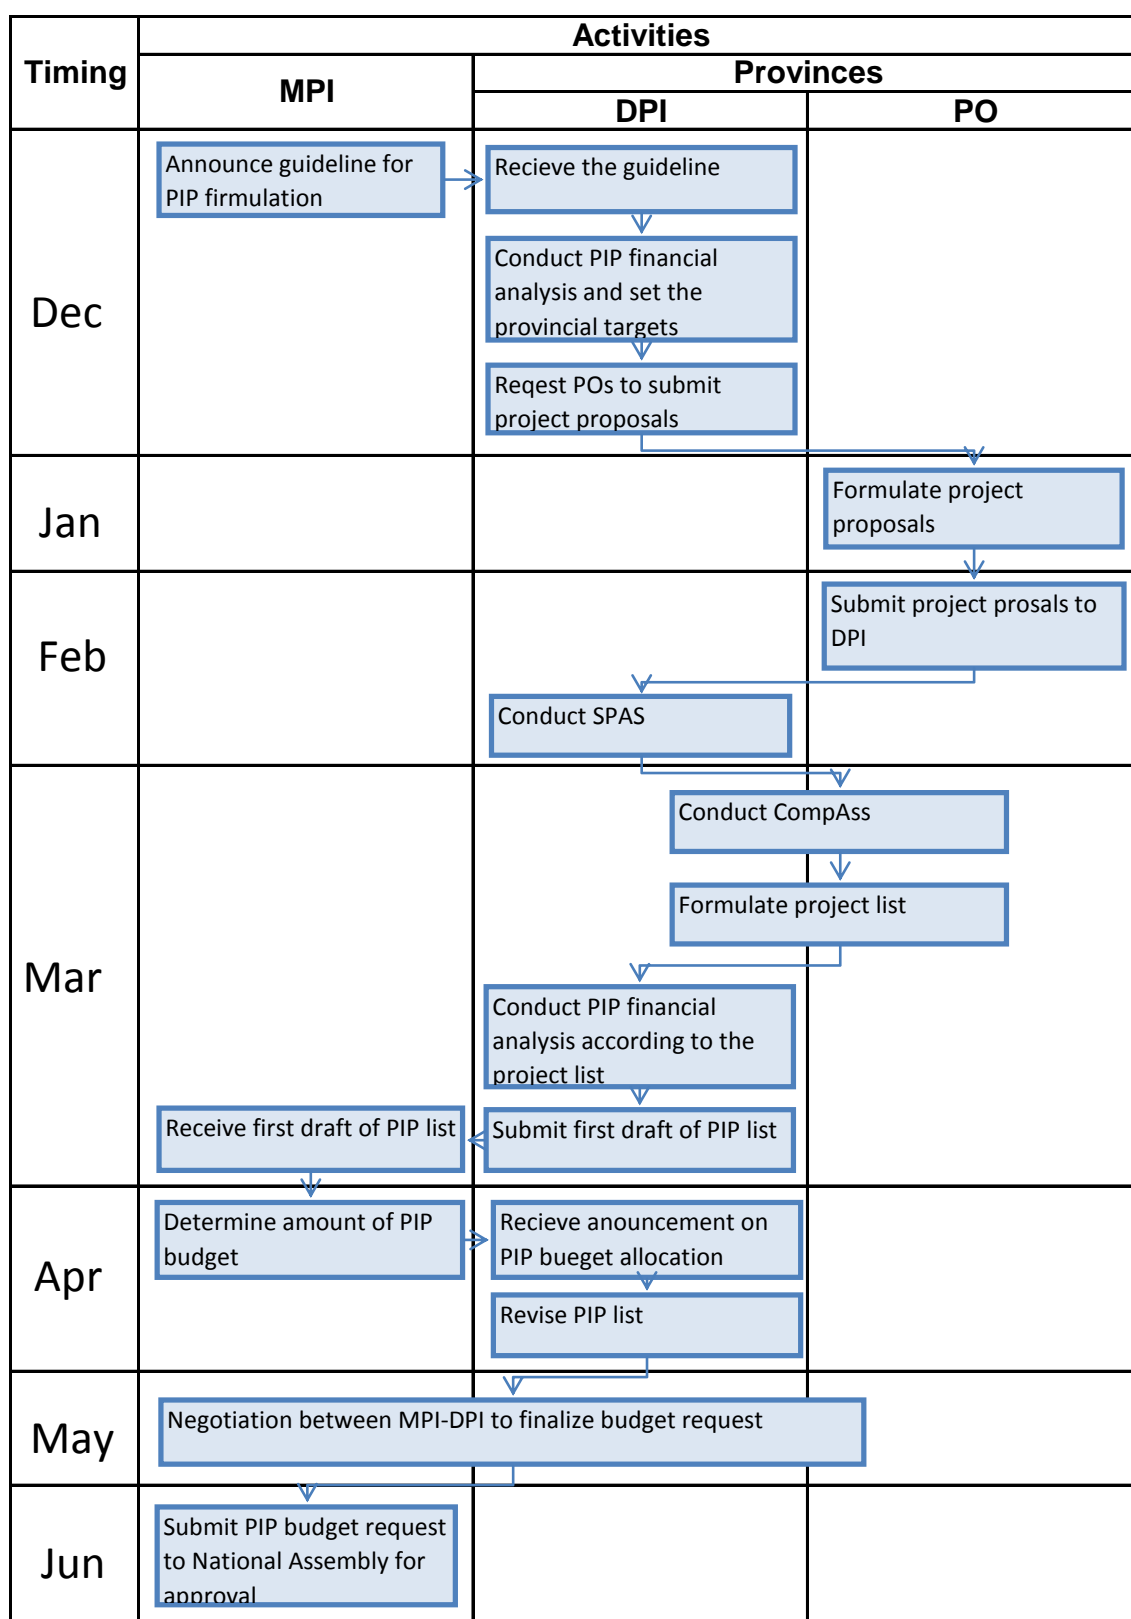 Activities
Timing
Provinces
MPI
DPI
PO
Dec
Announce guideline for
PIP firmulation
Recieve the guideline
Conduct PIP financial
analysis and set the
provincial targets
Reqest POs to submit
project proposals
Jan
Formulate project
proposals
Feb
Submit project prosals to
DPI
Conduct SPAS
Mar
Conduct CompAss
Formulate project list
Conduct PIP financial
analysis according to the
project list
Submit first draft of PIP list
Receive first draft of PIP list
Apr
Determine amount of PIP
budget
Recieve anouncement on
PIP bueget allocation
Revise PIP list
May
Negotiation between MPI-DPI to finalize budget request
Jun
Submit PIP budget request
to National Assembly for
approval